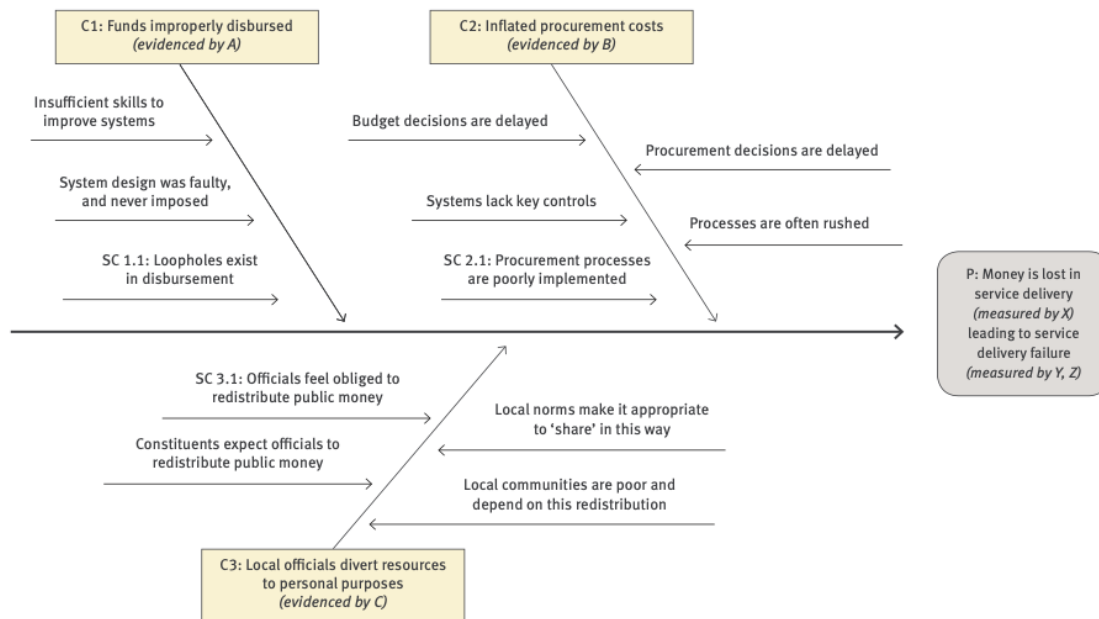 C1: Funds improperly disbursed
(evidenced by A)
C2: Inflated procurement costs
(evidenced by B)
Insufficient skills to
improve systems
System design was faulty,
and never imposed
SC 1.1: Loopholes exist
in disbursement
Budget decisions are delayed
Systems lack key controls
SC 2.1: Procurement processes
are poorly implemented
Procurement decisions are delayed
Processes are often rushed
P: Money is lost in
service delivery
(measured by X)
leading to service
delivery failure
(measured by Y, Z)
SC 3.1: Officials feel obliged to
redistribute public money
Constituents expect officials to
redistribute public money
Local norms make it appropriate
to ‘share’ in this way
Local communities are poor and
depend on this redistribution
C3: Local officials divert resources
to personal purposes
(evidenced by C)